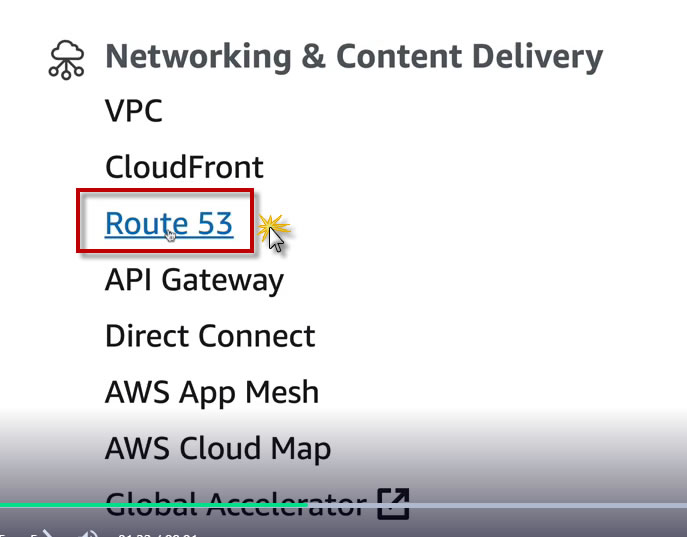 Networking & Content Delivery
VPC
CloudFront
Route 53
API Gateway
Direct Connect
AWS App Mesh
AWS Cloud Map
Global Accelerator